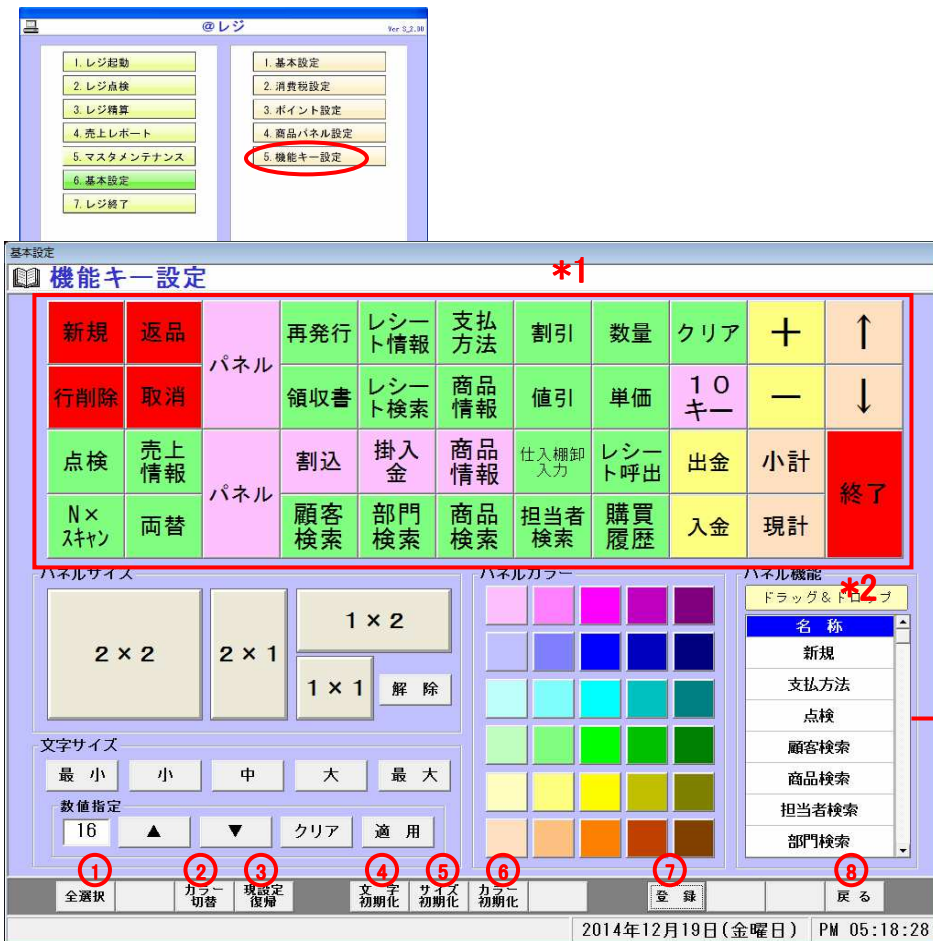 @レジ
Ver S_2.00
1. レジ起動
2. レジ点検
3. レジ精算
4. 売上レポート
5. マスタメンテナンス
6. 基本設定
7. レジ終了
1. 基本設定
2. 消費税設定
3. ポイント設定
4. 商品パネル設定
5. 機能キー設定
基本設定
機能キー設定
*1
新規 返品 パネル 再発行 レシー
ト情報 支払
方法 割引 数量 クリア ＋ ↑
行削除 取消 領収書 レシー
ト検索 商品
情報 値引 単価 １０
キー － ↓
点検 売上
情報 パネル 割込 掛入
金 商品
情報 仕入棚卸
入力 レシー
ト呼出 出金 小計 終了
N×
スキャン 両替 顧客
検索 部門
検索 商品
検索 担当者
検索 購買
履歴 入金 現計
パネルサイズ
2 × 2
2 × 1
1 × 2
1 × 1
解 除
文字サイズ
最 小 小 中 大 最 大
数値指定
16 ▲ ▼ クリア 適 用
パネルカラー
パネル機能
*2
ドラッグ＆ドロップ
名 称
新規
支払方法
点検
顧客検索
商品検索
担当者検索
部門検索
① ② ③ ④ ⑤ ⑥ ⑦ ⑧
全選択 カラー
切替 現設定
復帰 文 字
初期化 サイズ
初期化 カラー
初期化 登 録 戻 る
2014年12月19日(金曜日) PM 05:18:28